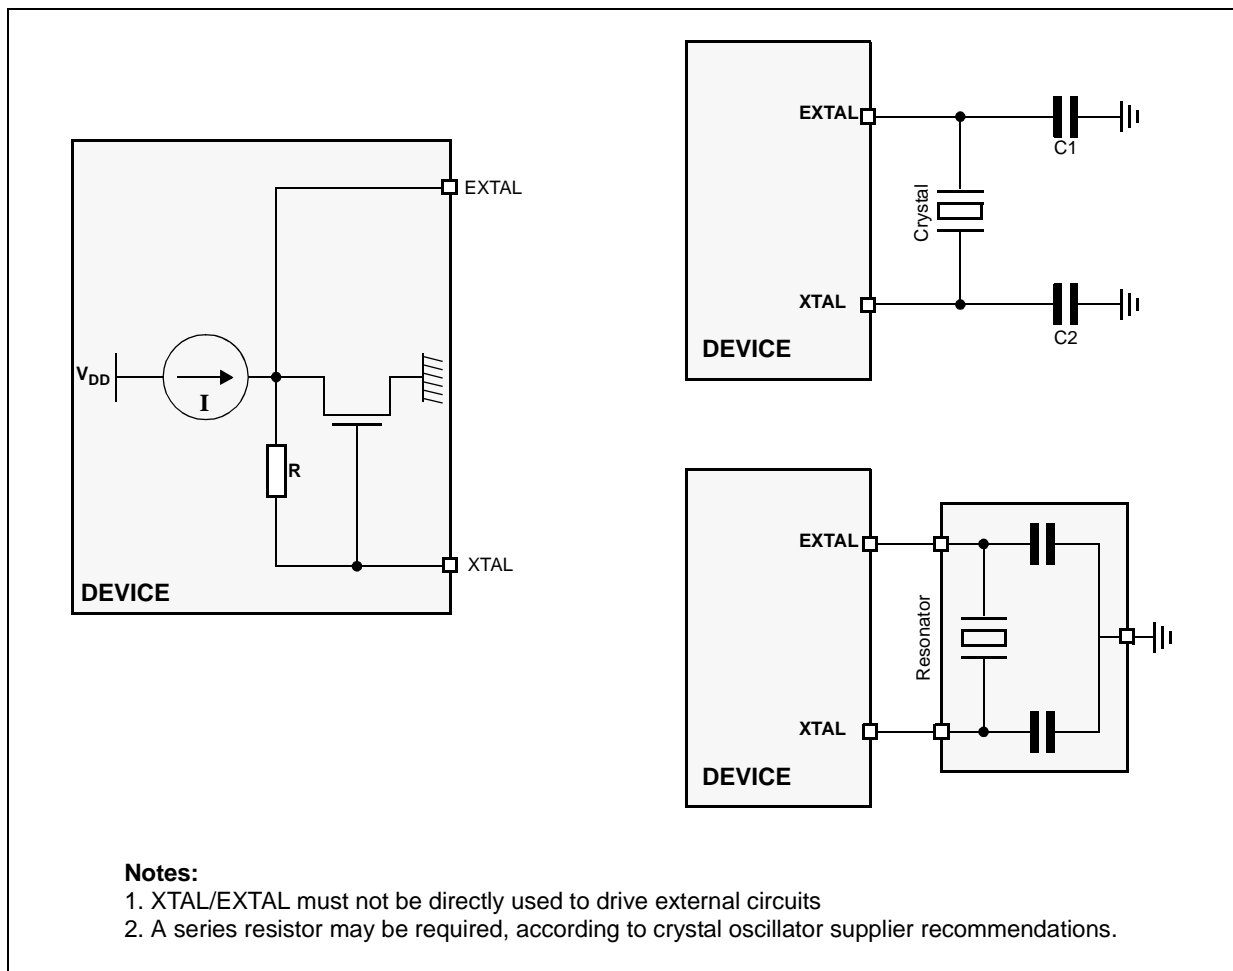 EXTAL
V_DD
I
R
XTAL
DEVICE
EXTAL
C1
Crystal
XTAL
C2
DEVICE
EXTAL
Resonator
XTAL
DEVICE
Notes:
1. XTAL/EXTAL must not be directly used to drive external circuits
2. A series resistor may be required, according to crystal oscillator supplier recommendations.